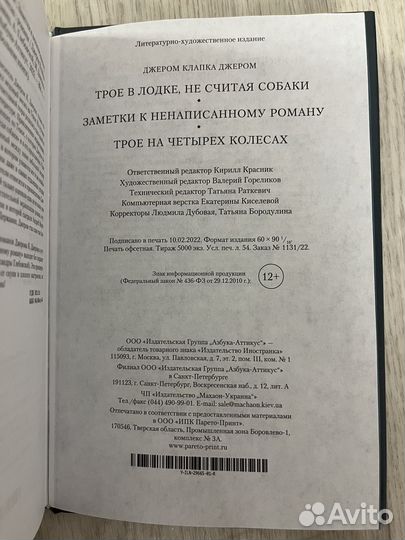 Литературно-художественное издание
ДЖЕРОМ КЛАПКА ДЖЕРОМ
ТРОЕ В ЛОДКЕ, НЕ СЧИТАЯ СОБАКИ
•
ЗАМЕТКИ К НЕНАПИСАННОМУ РОМАНУ
•
ТРОЕ НА ЧЕТЫРЕХ КОЛЕСАХ
Ответственный редактор Кирилл Красник
Художественный редактор Валерий Гореликов
Технический редактор Татьяна Раткевич
Компьютерная верстка Екатерины Киселевой
Корректоры Людмила Дубовая, Татьяна Бородулина
Подписано в печать 10.02.2022. Формат издания 60 × 90 1/16.
Печать офсетная. Тираж 5000 экз. Усл. печ. л. 54. Заказ № 1131/22.
Знак информационной продукции
(Федеральный закон № 436-ФЗ от 29.12.2010 г.):
12+
ООО «Издательская Группа „Азбука-Аттикус"» —
обладатель товарного знака «Издательство Иностранка»
115093, г. Москва, ул. Павловская, д. 7, эт. 2, пом. III, ком. № 1
Филиал ООО «Издательская Группа „Азбука-Аттикус"»
в Санкт-Петербурге
191123, г. Санкт-Петербург, Воскресенская наб., д. 12, лит. А
ЧП «Издательство „Махаон-Украина"»
Тел./факс (044) 490-99-01. E-mail: sale@machaon.kiev.ua
Отпечатано в соответствии с предоставленными материалами
в ООО «ИПК Парето-Принт».
170546, Тверская область, Промышленная зона Боровлево-1,
комплекс № 3А.
www.pareto-print.ru
Y-ILN-29665-01-R
Avito